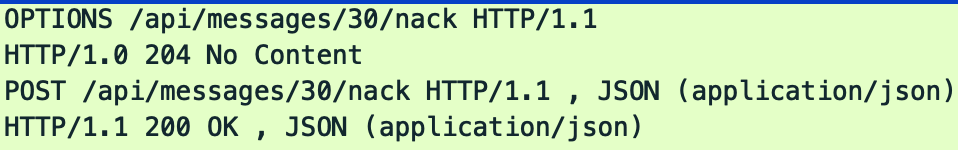 OPTIONS /api/messages/30/nack HTTP/1.1
HTTP/1.0 204 No Content
POST /api/messages/30/nack HTTP/1.1 , JSON (application/json)
HTTP/1.1 200 OK , JSON (application/json)